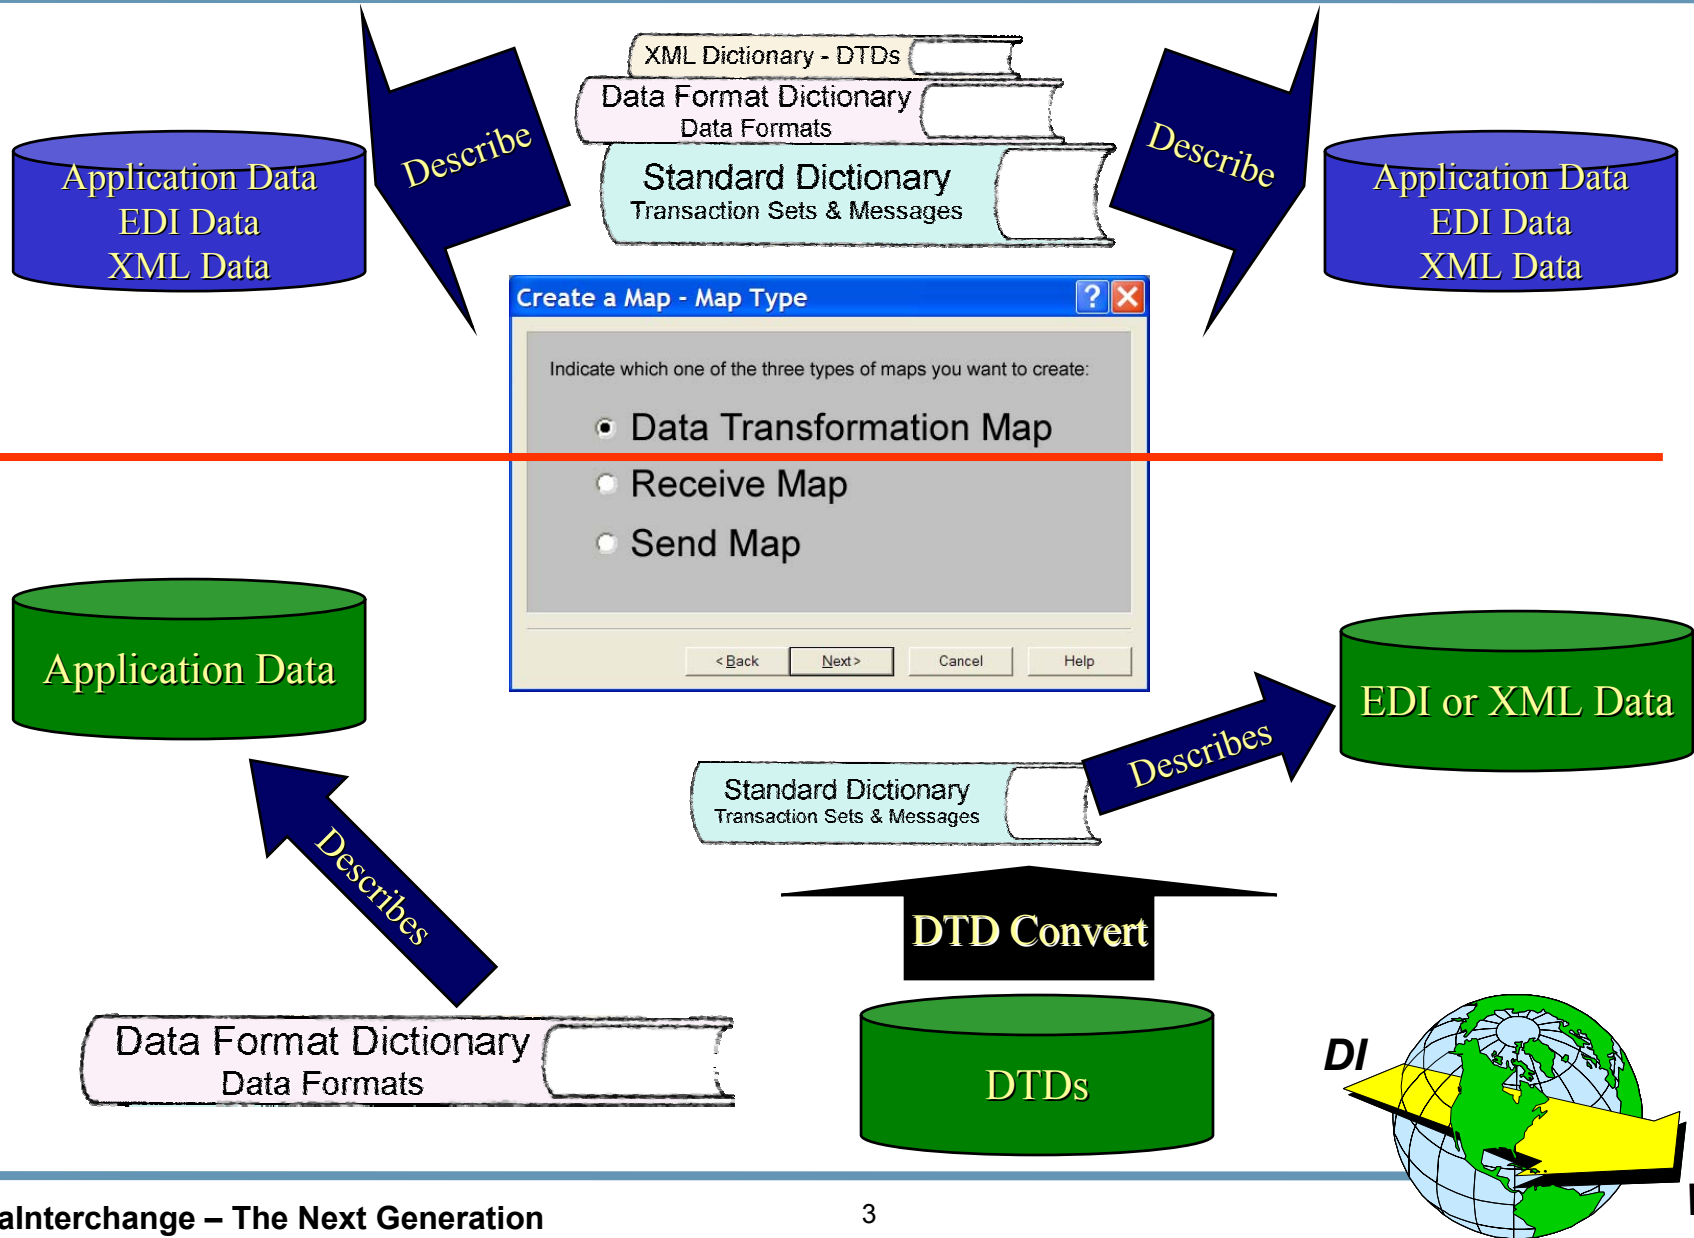 XML Dictionary - DTDs
Data Format Dictionary
Data Formats
Standard Dictionary
Transaction Sets & Messages
Describe
Describe
Application Data
EDI Data
XML Data
Application Data
EDI Data
XML Data
Create a Map - Map Type
Indicate which one of the three types of maps you want to create:
Data Transformation Map
Receive Map
Send Map
< Back
Next >
Cancel
Help
Application Data
EDI or XML Data
Describes
Standard Dictionary
Transaction Sets & Messages
Describes
DTD Convert
Data Format Dictionary
Data Formats
DTDs
DI
aInterchange – The Next Generation
3